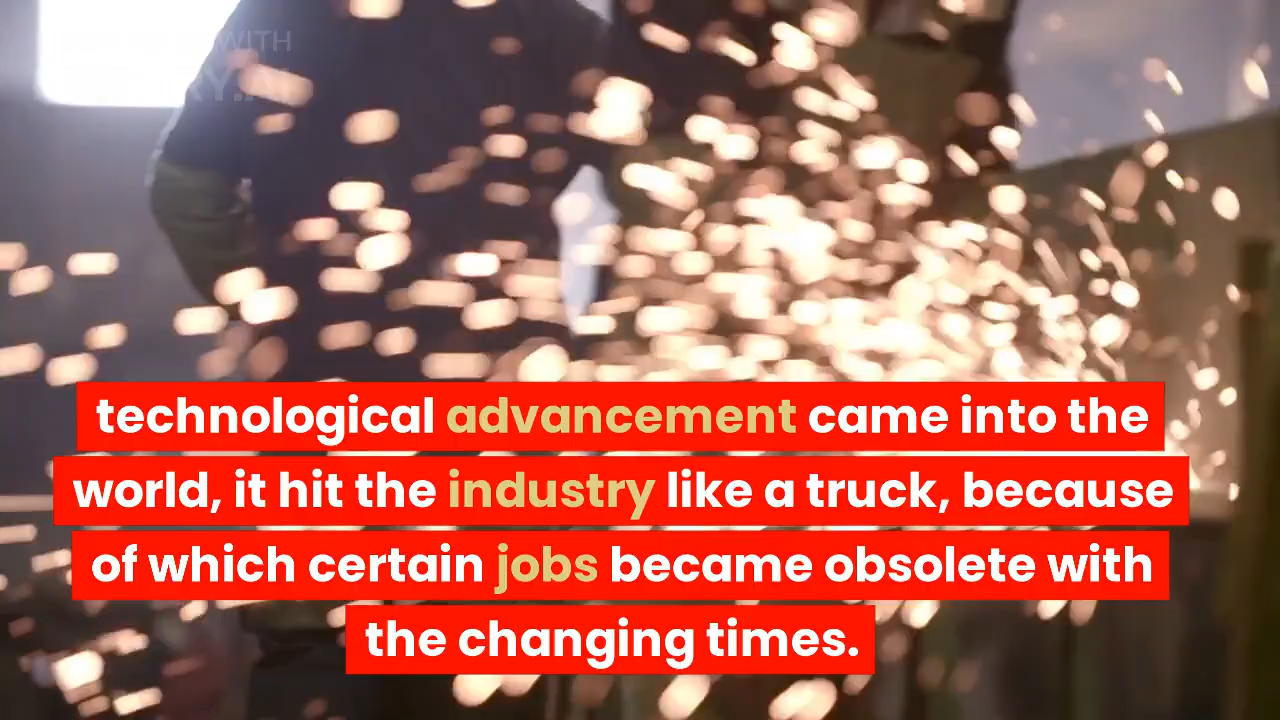 WITH
technological advancement came into the
world, it hit the industry like a truck, because
of which certain jobs became obsolete with
the changing times.